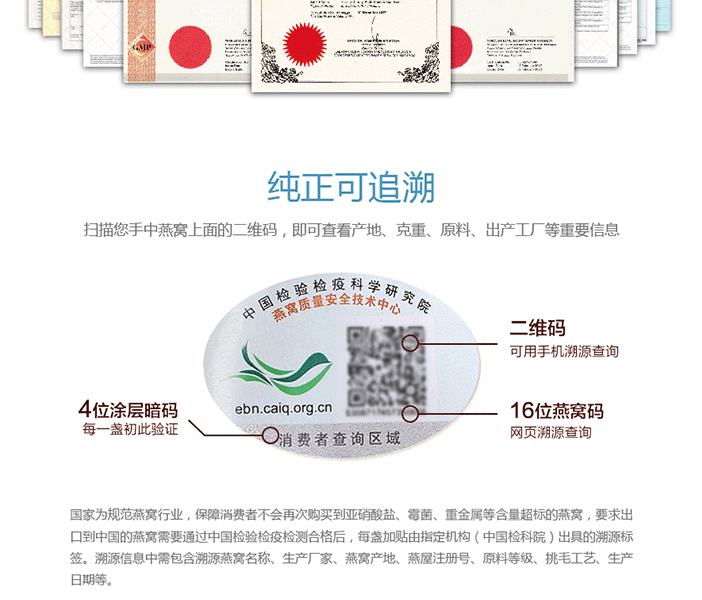 GMP
纯正可追溯
扫描您手中燕窝上面的二维码，即可查看产地、克重、原料、出产工厂等重要信息
中国检验检疫科学研究院
燕窝质量安全技术中心
二维码
可用手机溯源查询
4位涂层暗码
每一盏初此验证
ebn.caiq.org.cn
16位燕窝码
网页溯源查询
消费者查询区域
国家为规范燕窝行业，保障消费者不会再次购买到亚硝酸盐、霉菌、重金属等含量超标的燕窝，要求出
口到中国的燕窝需要通过中国检验检疫检测合格后，每盏加贴由指定机构（中国检科院）出具的溯源标
签。溯源信息中需包含溯源燕窝名称、生产厂家、燕窝产地、燕屋注册号、原料等级、挑毛工艺、生产
日期等。